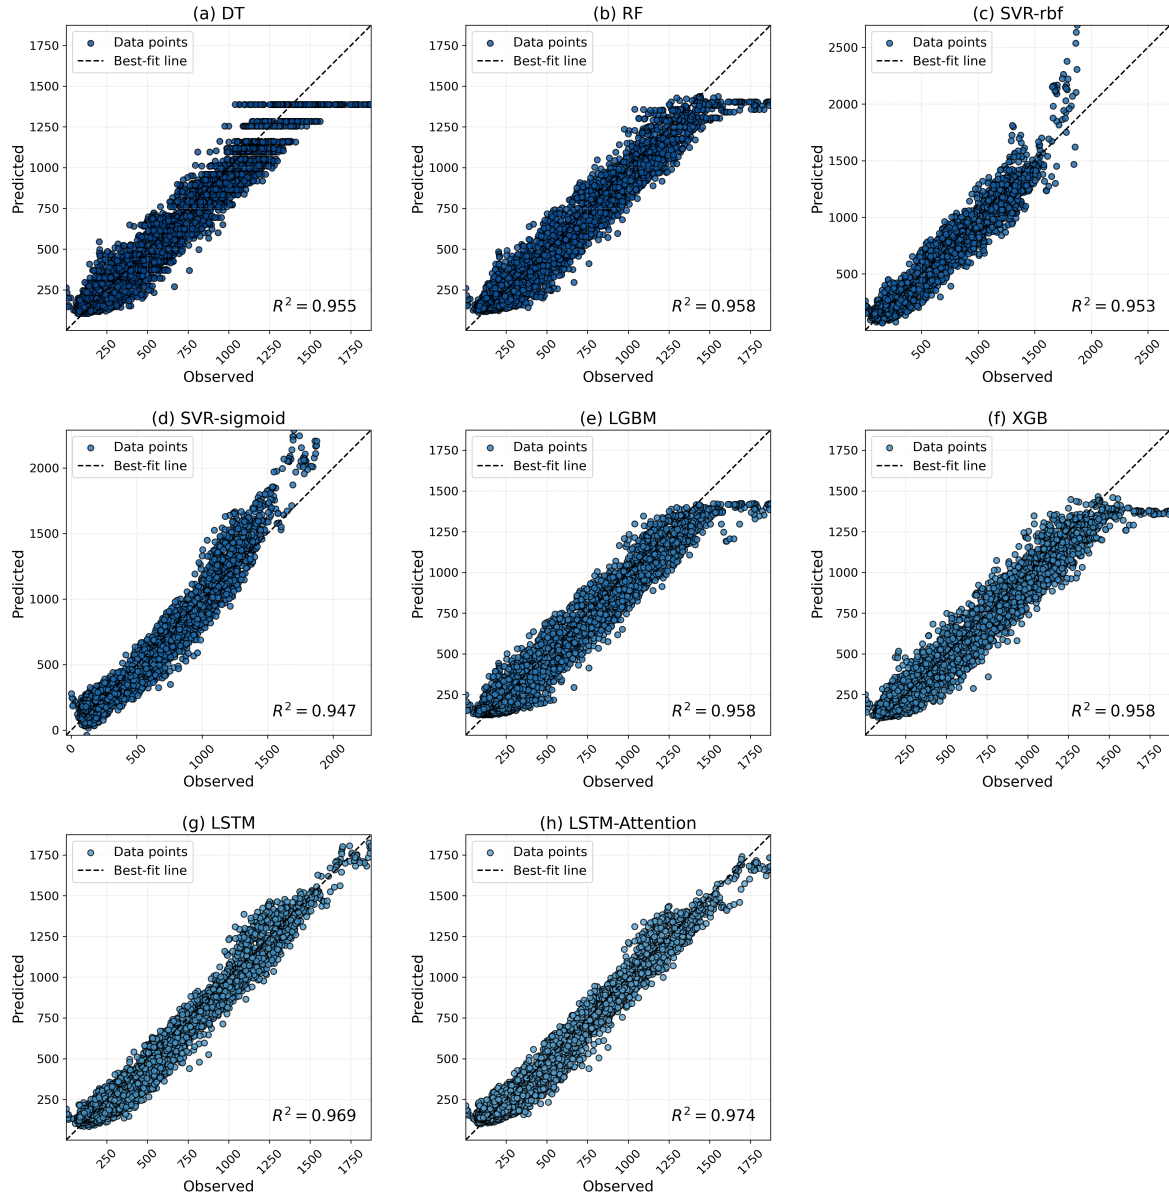 (a) DT
Data points
Best-fit line
1750
1500
1250
1000
750
500
250
Predicted
R² = 0.955
250 500 750 1000 1250 1500 1750
Observed
(b) RF
Data points
Best-fit line
1750
1500
1250
1000
750
500
250
Predicted
R² = 0.958
250 500 750 1000 1250 1500 1750
Observed
(c) SVR-rbf
Data points
Best-fit line
2500
2000
1500
1000
500
Predicted
R² = 0.953
500 1000 1500 2000 2500
Observed
(d) SVR-sigmoid
Data points
Best-fit line
2000
1500
1000
500
0
Predicted
R² = 0.947
0 500 1000 1500 2000
Observed
(e) LGBM
Data points
Best-fit line
1750
1500
1250
1000
750
500
250
Predicted
R² = 0.958
250 500 750 1000 1250 1500 1750
Observed
(f) XGB
Data points
Best-fit line
1750
1500
1250
1000
750
500
250
Predicted
R² = 0.958
250 500 750 1000 1250 1500 1750
Observed
(g) LSTM
Data points
Best-fit line
1750
1500
1250
1000
750
500
250
Predicted
R² = 0.969
250 500 750 1000 1250 1500 1750
Observed
(h) LSTM-Attention
Data points
Best-fit line
1750
1500
1250
1000
750
500
250
Predicted
R² = 0.974
250 500 750 1000 1250 1500 1750
Observed